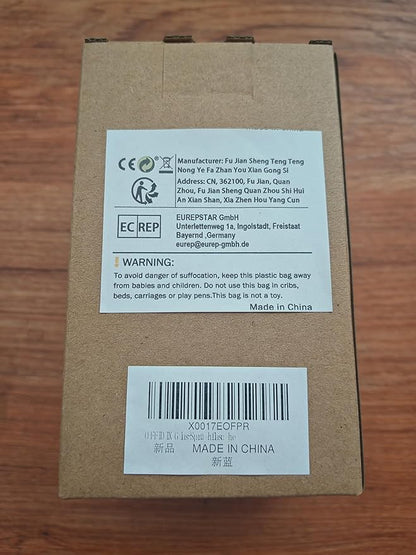 Manufacturer: Fu Jian Sheng Teng Teng
Nong Ye Fa Zhan You Xian Gong Si
Address: CN, 362100, Fu Jian, Quan
Zhou, Fu Jian Sheng Quan Zhou Shi Hui
An Xian Shan, Xia Zhen Hou Yang Cun
CE
EC REP
EUREPSTAR GmbH
Unterlettenweg 1a, Ingolstadt, Freistaat
Bayernd ,Germany
eurep@eurep-gmbh.de
WARNING:
To avoid danger of suffocation, keep this plastic bag away
from babies and children. Do not use this bag in cribs,
beds, carriages or play pens.This bag is not a toy.
Made in China
X0017EOFPR
新品 MADE IN CHINA
新蓝